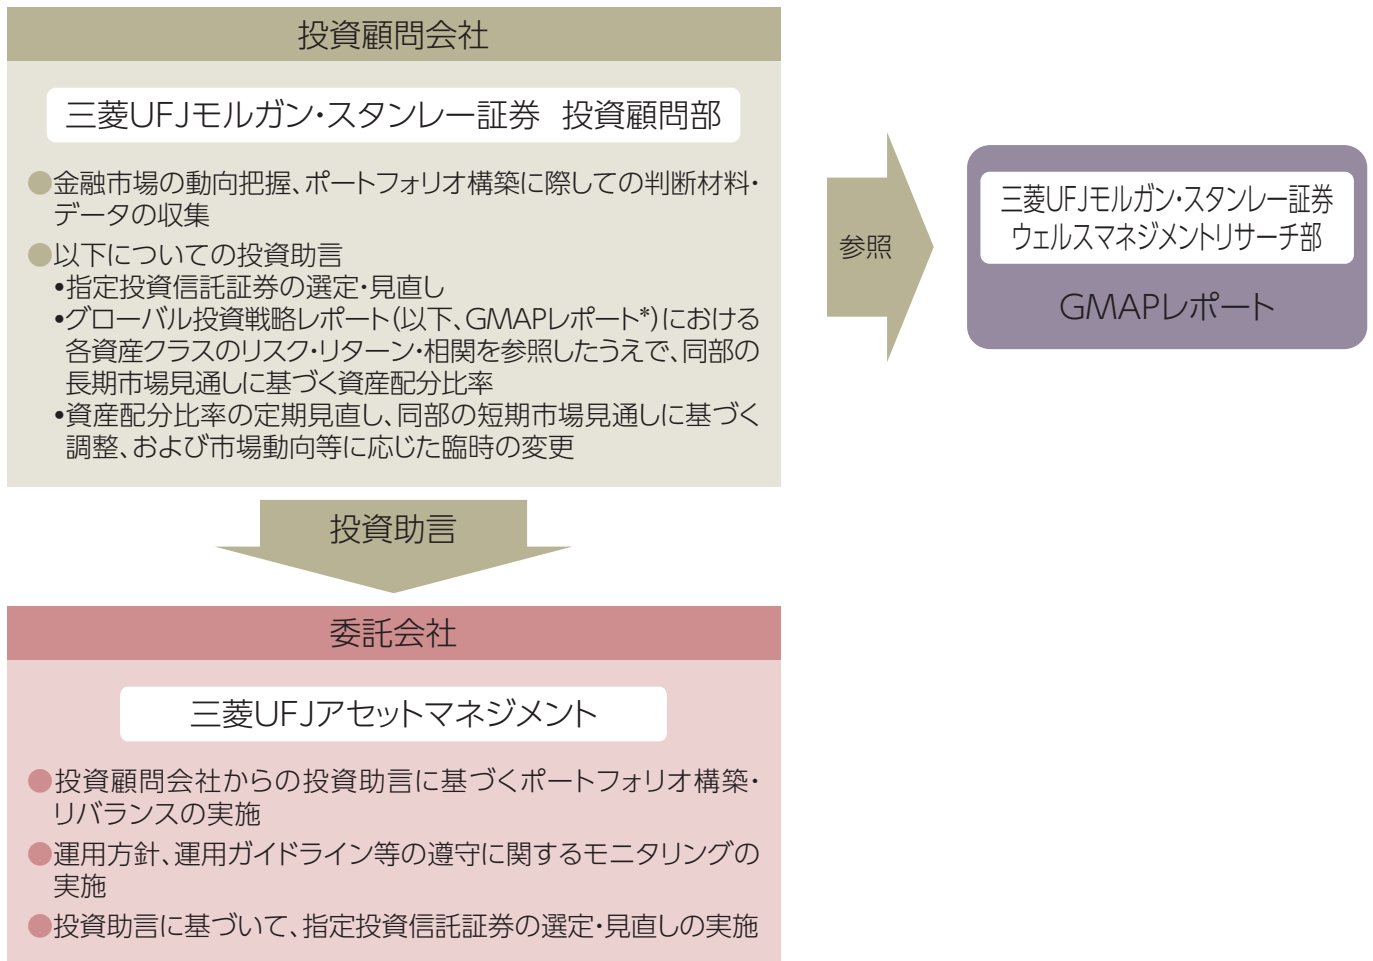 投資顧問会社
三菱UFJモルガン・スタンレー証券 投資顧問部
●金融市場の動向把握、ポートフォリオ構築に際しての判断材料・
データの収集
●以下についての投資助言
•指定投資信託証券の選定・見直し
•グローバル投資戦略レポート(以下、GMAPレポート*)における
各資産クラスのリスク・リターン・相関を参照したうえで、同部の
長期市場見通しに基づく資産配分比率
•資産配分比率の定期見直し、同部の短期市場見通しに基づく
調整、および市場動向等に応じた臨時の変更
参照
三菱UFJモルガン・スタンレー証券
ウェルスマネジメントリサーチ部
GMAPレポート
投資助言
委託会社
三菱UFJアセットマネジメント
●投資顧問会社からの投資助言に基づくポートフォリオ構築・
リバランスの実施
●運用方針、運用ガイドライン等の遵守に関するモニタリングの
実施
●投資助言に基づいて、指定投資信託証券の選定・見直しの実施